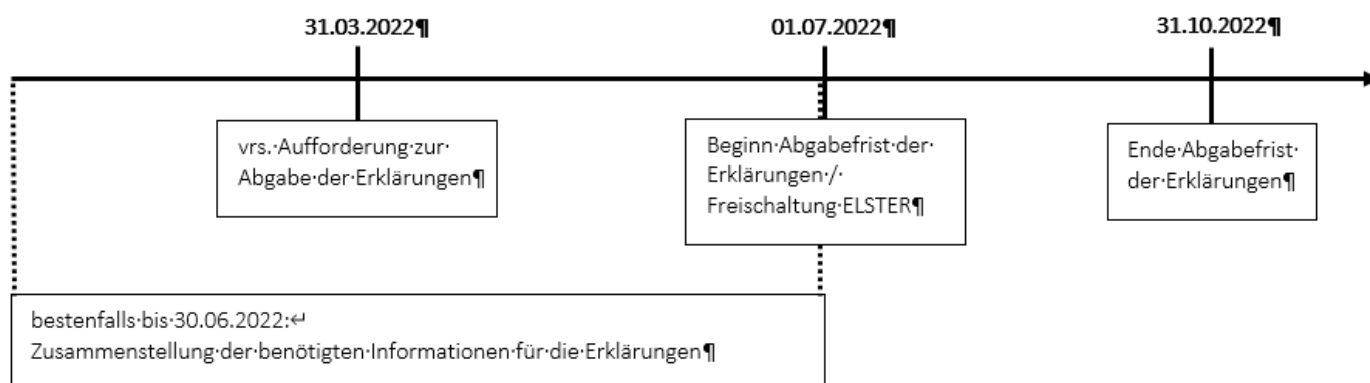 31.03.2022¶
01.07.2022¶
31.10.2022¶
vrs.·Aufforderung·zur·
Abgabe·der·Erklärungen¶
Beginn·Abgabefrist·der·
Erklärungen·/·
Freischaltung·ELSTER¶
Ende·Abgabefrist·
der·Erklärungen¶
bestenfalls·bis·30.06.2022:↵
Zusammenstellung·der·benötigten·Informationen·für·die·Erklärungen¶